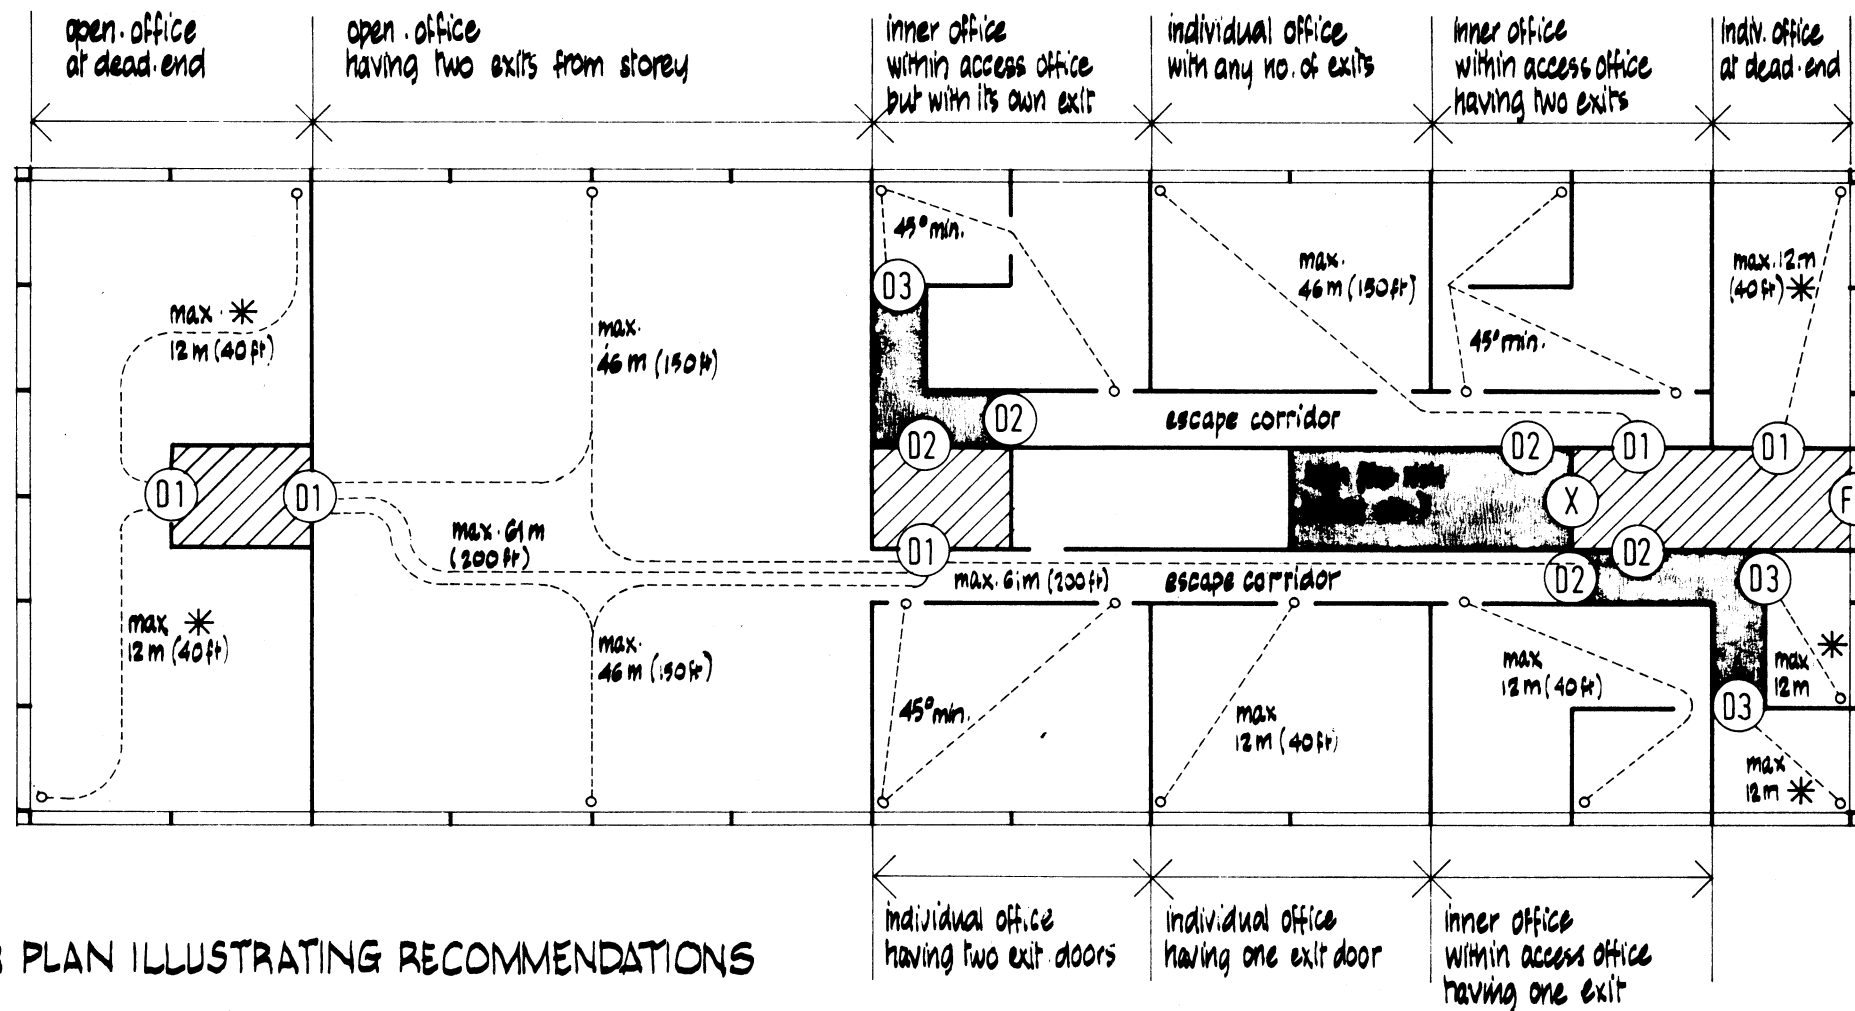 open office
at dead end
open office
having two exits from storey
inner office
within access office
but with its own exit
individual office
with any no. of exits
inner office
within access office
having two exits
indiv. office
at dead end
45° min.
D3
max.
46 m (150 ft)
max. 12 m
(40 ft) *
max. *
12 m (40 ft)
max.
46 m (150 ft)
45° min.
D2
escape corridor
D2
D2
D1
D1
D1
D1
X
F
max. 61 m
(200 ft)
D1
max. 61 m (200 ft)
escape corridor
D2
D2
D3
max *
12 m (40 ft)
max.
46 m (150 ft)
45° min.
max
12 m (40 ft)
max
12 m (40 ft)
*
max
12 m
D3
max
12 m *
PLAN ILLUSTRATING RECOMMENDATIONS
individual office
having two exit doors
individual office
having one exit door
inner office
within access office
having one exit